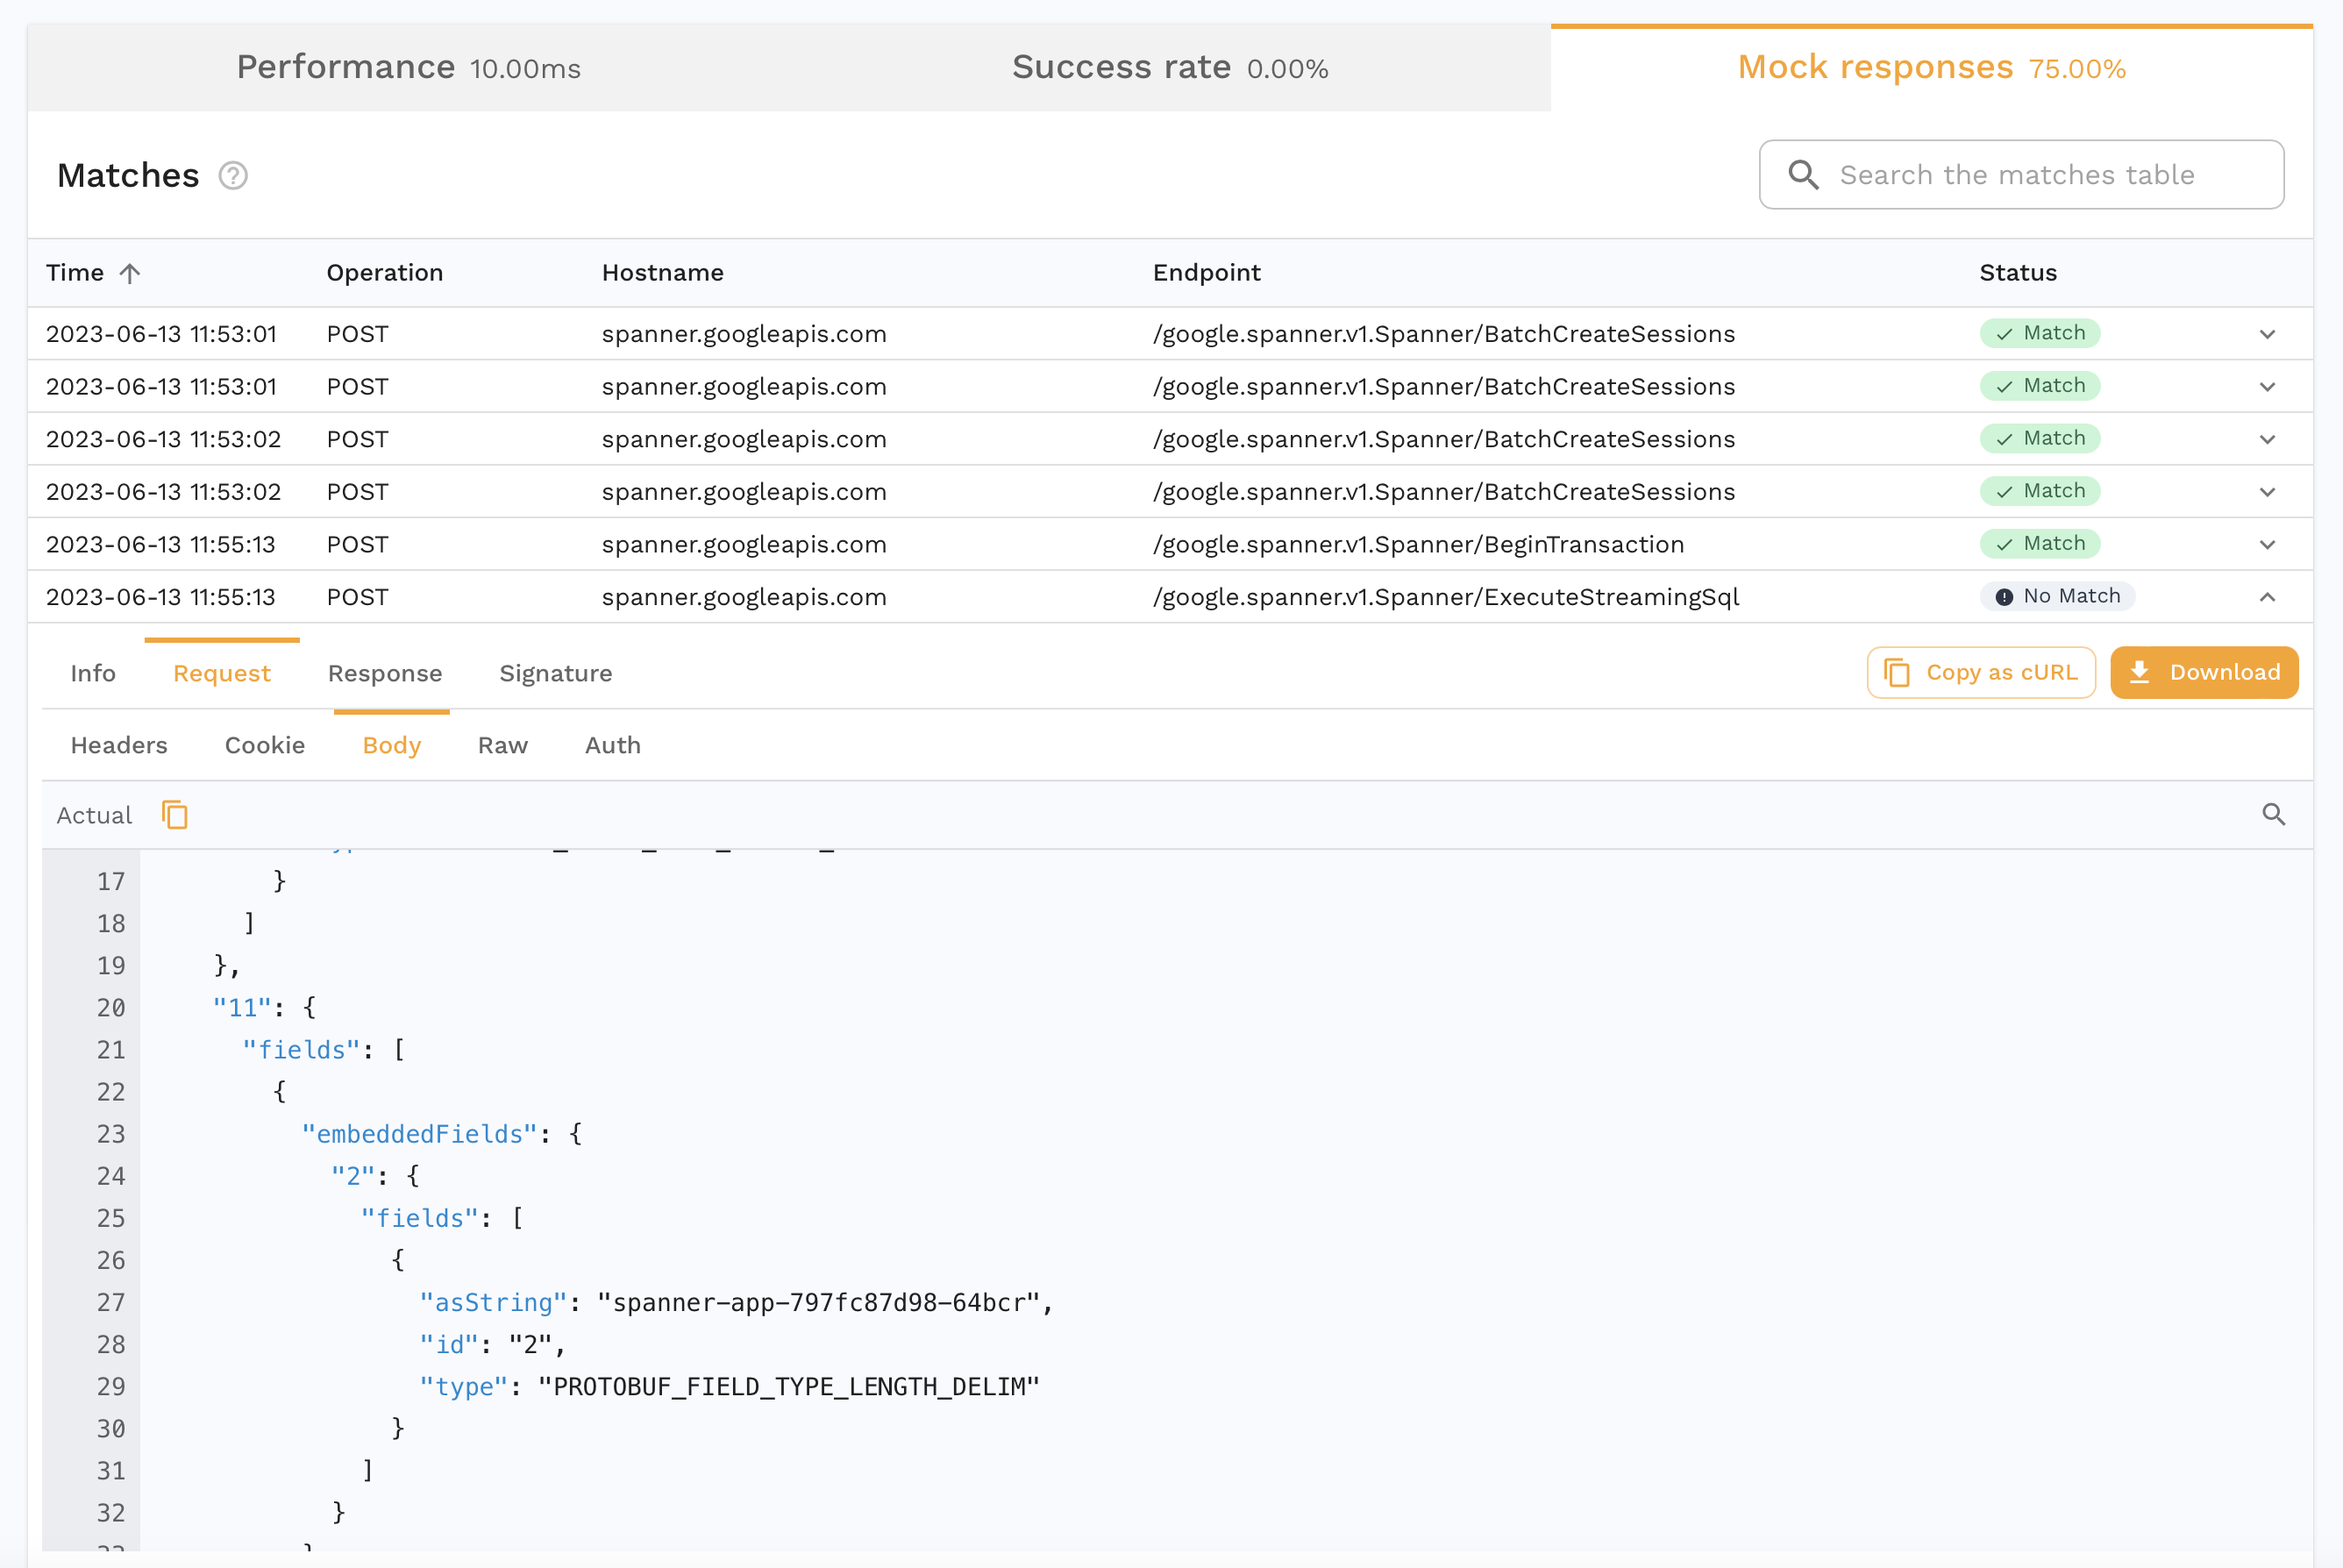 Performance 10.00ms
Success rate 0.00%
Mock responses 75.00%
Matches
Search the matches table
Time Operation Hostname Endpoint Status
2023-06-13 11:53:01 POST spanner.googleapis.com /google.spanner.v1.Spanner/BatchCreateSessions Match
2023-06-13 11:53:01 POST spanner.googleapis.com /google.spanner.v1.Spanner/BatchCreateSessions Match
2023-06-13 11:53:02 POST spanner.googleapis.com /google.spanner.v1.Spanner/BatchCreateSessions Match
2023-06-13 11:53:02 POST spanner.googleapis.com /google.spanner.v1.Spanner/BatchCreateSessions Match
2023-06-13 11:55:13 POST spanner.googleapis.com /google.spanner.v1.Spanner/BeginTransaction Match
2023-06-13 11:55:13 POST spanner.googleapis.com /google.spanner.v1.Spanner/ExecuteStreamingSql No Match
Info Request Response Signature Copy as cURL Download
Headers Cookie Body Raw Auth
Actual
17 }
18 ]
19 },
20 "11": {
21 "fields": [
22 {
23 "embeddedFields": {
24 "2": {
25 "fields": [
26 {
27 "asString": "spanner-app-797fc87d98-64bcr",
28 "id": "2",
29 "type": "PROTOBUF_FIELD_TYPE_LENGTH_DELIM"
30 }
31 ]
32 }